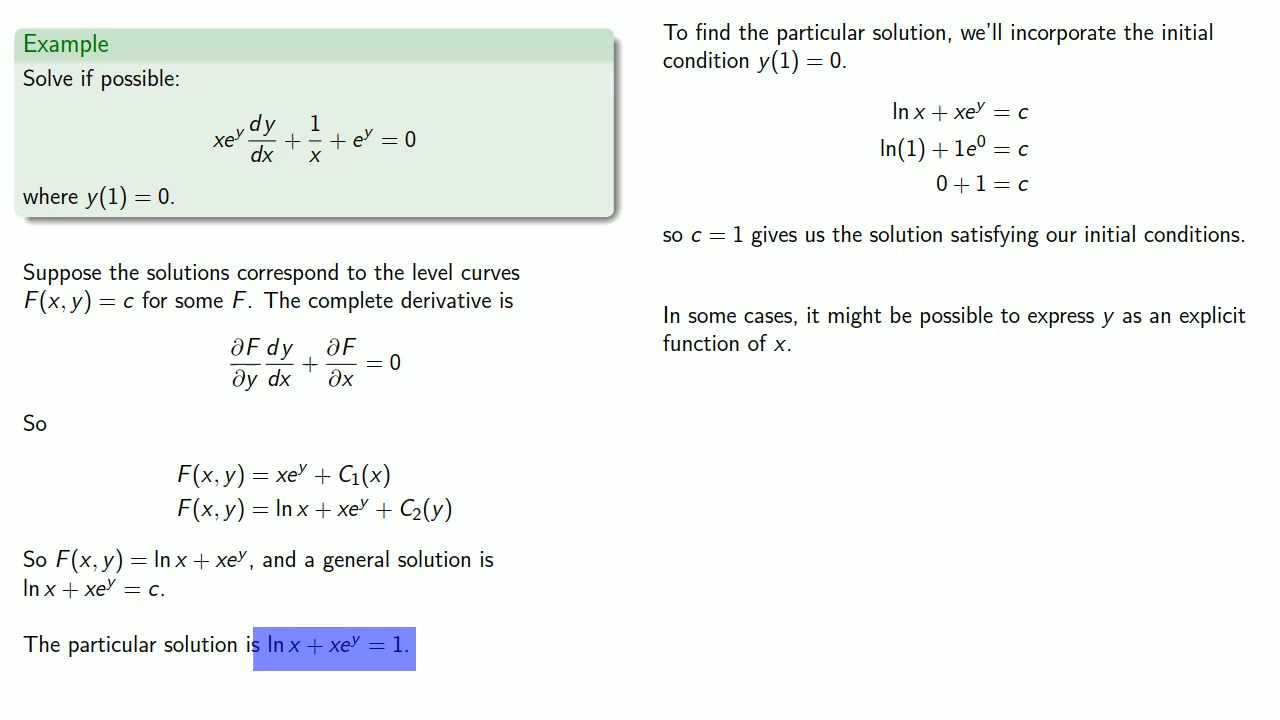 Example
Solve if possible:
xe^y dy/dx + 1/x + e^y = 0
where y(1) = 0.
Suppose the solutions correspond to the level curves
F(x, y) = c for some F. The complete derivative is
∂F/∂y dy/dx + ∂F/∂x = 0
So
F(x, y) = xe^y + C₁(x)
F(x, y) = ln x + xe^y + C₂(y)
So F(x, y) = ln x + xe^y, and a general solution is
ln x + xe^y = c.
The particular solution is ln x + xe^y = 1.
To find the particular solution, we'll incorporate the initial
condition y(1) = 0.
ln x + xe^y = c
ln(1) + 1e^0 = c
0 + 1 = c
so c = 1 gives us the solution satisfying our initial conditions.
In some cases, it might be possible to express y as an explicit
function of x.